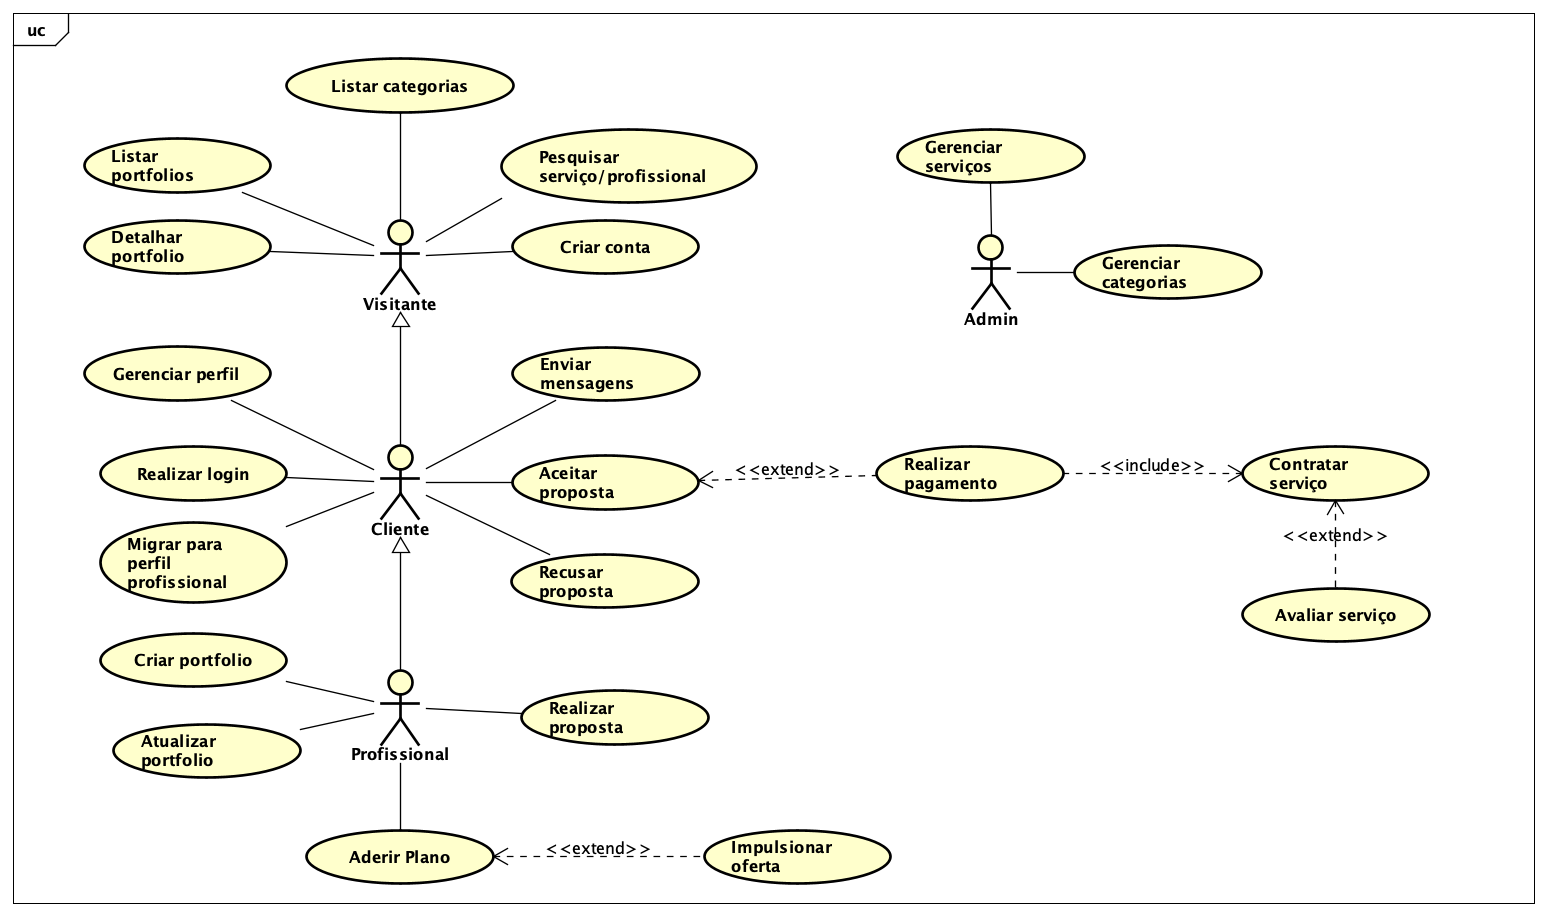 uc
Listar categorias
Listar
portfolios
Pesquisar
serviço/profissional
Gerenciar
serviços
Detalhar
portfolio
Criar conta
Gerenciar
categorias
Visitante
Admin
Gerenciar perfil
Enviar
mensagens
Realizar login
Aceitar
proposta
<<extend>>
Realizar
pagamento
<<include>>
Contratar
serviço
Cliente
<<extend>>
Migrar para
perfil
profissional
Recusar
proposta
Avaliar serviço
Criar portfolio
Realizar
proposta
Atualizar
portfolio
Profissional
Aderir Plano
<<extend>>
Impulsionar
oferta